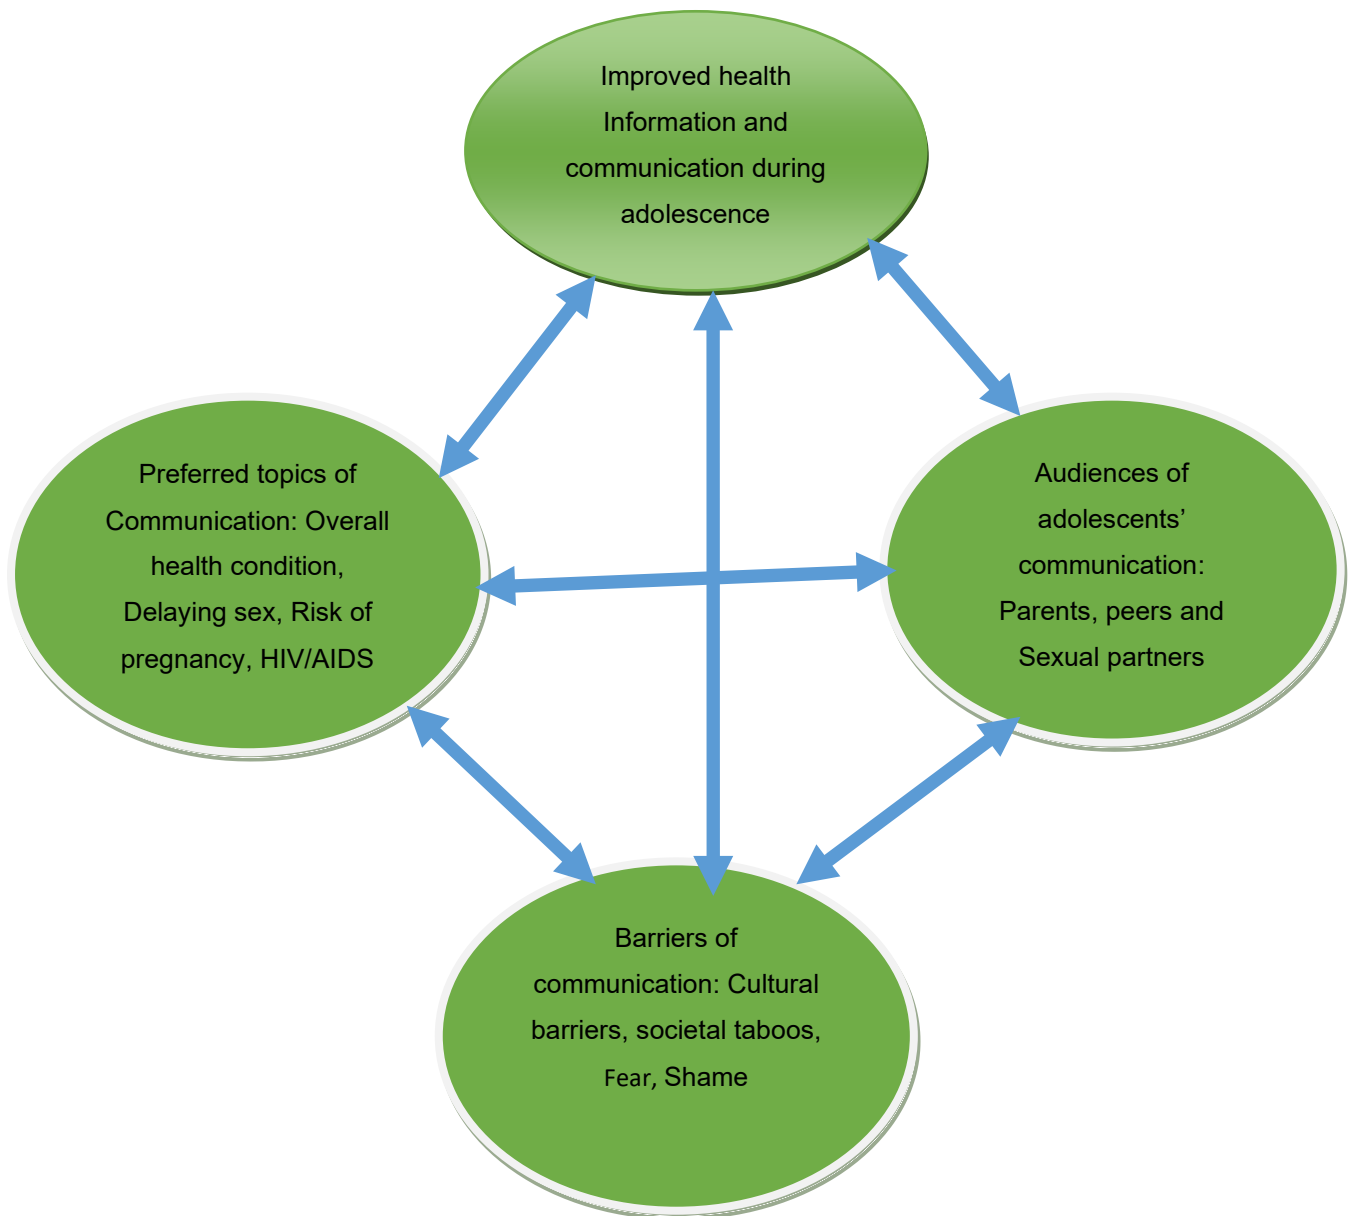 Improved health
Information and
communication during
adolescence
Preferred topics of
Communication: Overall
health condition,
Delaying sex, Risk of
pregnancy, HIV/AIDS
Audiences of
adolescents’
communication:
Parents, peers and
Sexual partners
Barriers of
communication: Cultural
barriers, societal taboos,
Fear, Shame